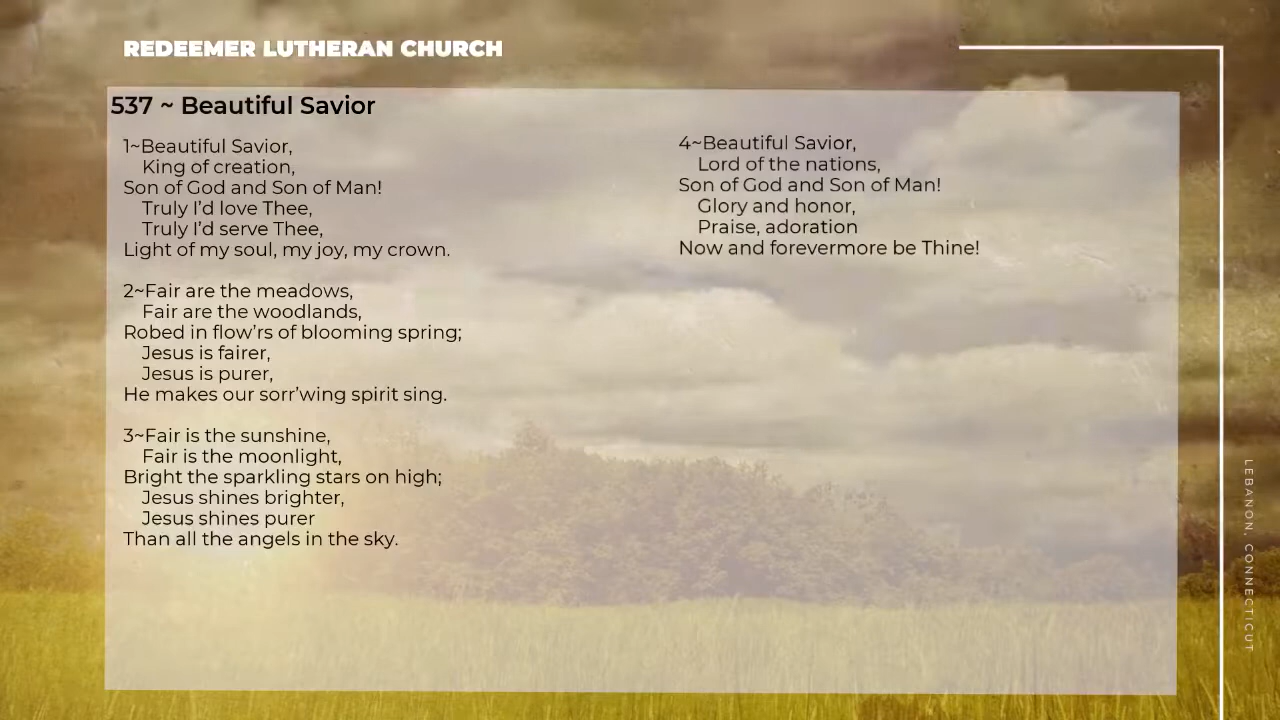 REDEEMER LUTHERAN CHURCH
537 ~ Beautiful Savior
1~Beautiful Savior,
King of creation,
Son of God and Son of Man!
Truly I’d love Thee,
Truly I’d serve Thee,
Light of my soul, my joy, my crown.
2~Fair are the meadows,
Fair are the woodlands,
Robed in flow’rs of blooming spring;
Jesus is fairer,
Jesus is purer,
He makes our sorr’wing spirit sing.
3~Fair is the sunshine,
Fair is the moonlight,
Bright the sparkling stars on high;
Jesus shines brighter,
Jesus shines purer
Than all the angels in the sky.
4~Beautiful Savior,
Lord of the nations,
Son of God and Son of Man!
Glory and honor,
Praise, adoration
Now and forevermore be Thine!
LEBANON, CONNECTICUT